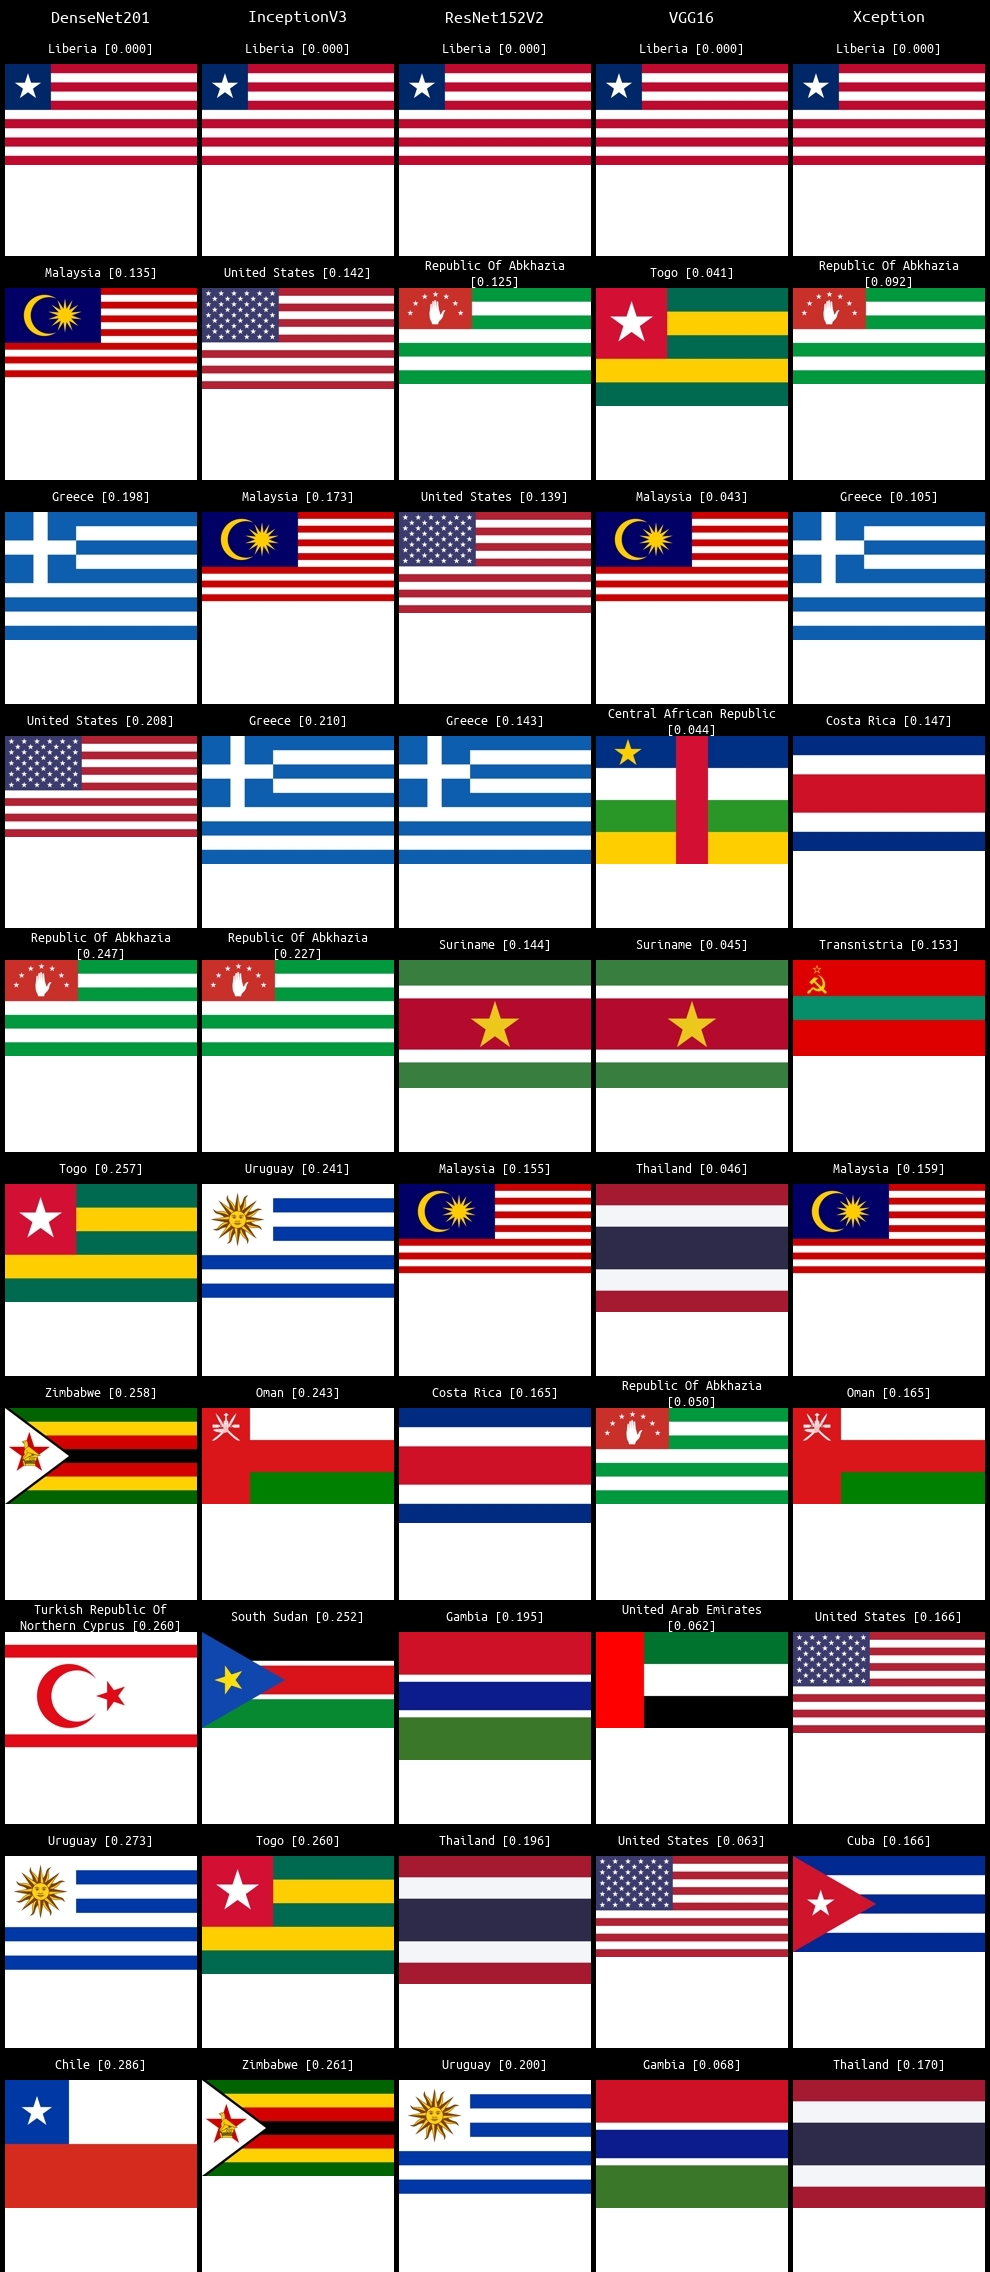 DenseNet201 InceptionV3 ResNet152V2 VGG16 Xception
Liberia [0.000] Liberia [0.000] Liberia [0.000] Liberia [0.000] Liberia [0.000]
Malaysia [0.135] United States [0.142] Republic Of Abkhazia Togo [0.041] Republic Of Abkhazia
[0.125] [0.092]
Greece [0.198] Malaysia [0.173] United States [0.139] Malaysia [0.043] Greece [0.105]
United States [0.208] Greece [0.210] Greece [0.143] Central African Republic Costa Rica [0.147]
[0.044]
Republic Of Abkhazia Republic Of Abkhazia Suriname [0.144] Suriname [0.045] Transnistria [0.153]
[0.247] [0.227]
Togo [0.257] Uruguay [0.241] Malaysia [0.155] Thailand [0.046] Malaysia [0.159]
Zimbabwe [0.258] Oman [0.243] Costa Rica [0.165] Republic Of Abkhazia Oman [0.165]
[0.050]
Turkish Republic Of South Sudan [0.252] Gambia [0.195] United Arab Emirates United States [0.166]
Northern Cyprus [0.260] [0.062]
Uruguay [0.273] Togo [0.260] Thailand [0.196] United States [0.063] Cuba [0.166]
Chile [0.286] Zimbabwe [0.261] Uruguay [0.200] Gambia [0.068] Thailand [0.170]